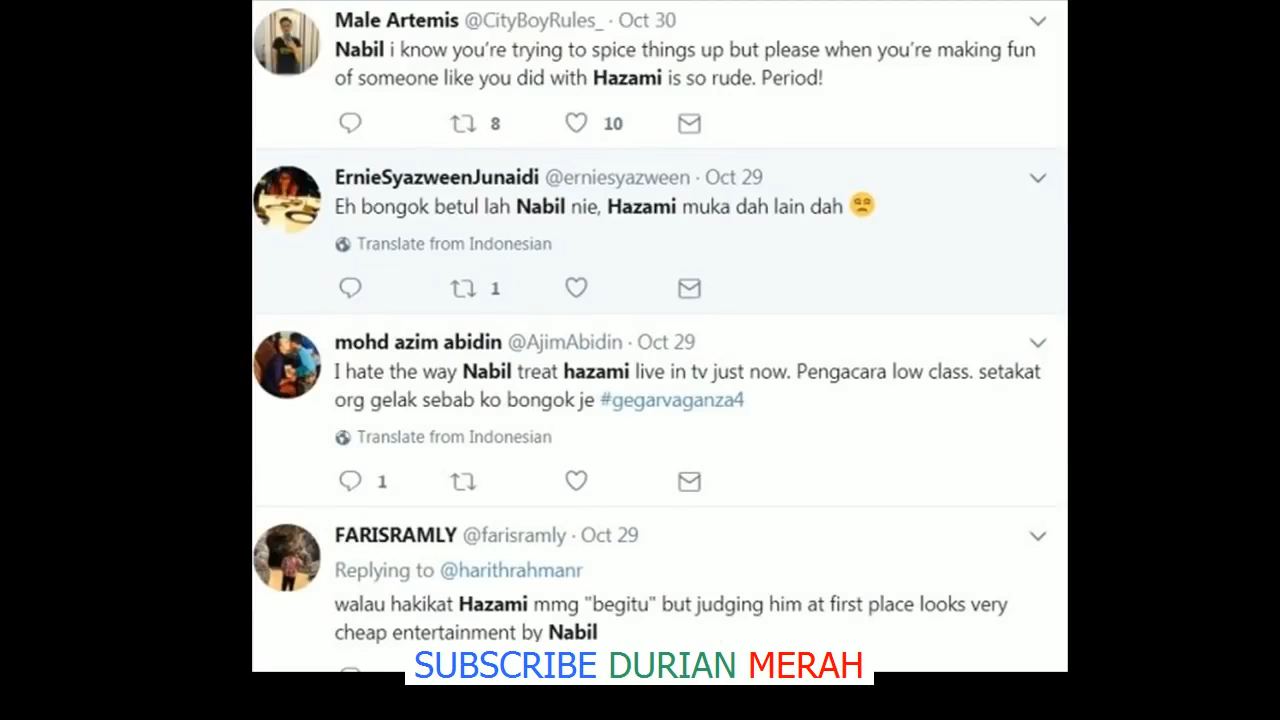 Male Artemis @CityBoyRules_ · Oct 30
Nabil i know you're trying to spice things up but please when you're making fun
of someone like you did with Hazami is so rude. Period!
8 10
ErnieSyazweenJunaidi @erniesyazween · Oct 29
Eh bongok betul lah Nabil nie, Hazami muka dah lain dah
Translate from Indonesian
1
mohd azim abidin @AjimAbidin · Oct 29
I hate the way Nabil treat hazami live in tv just now. Pengacara low class. setakat
org gelak sebab ko bongok je #gegarvaganza4
Translate from Indonesian
1
FARISRAMLY @farisramly · Oct 29
Replying to @harithrahmanr
walau hakikat Hazami mmg "begitu" but judging him at first place looks very
cheap entertainment by Nabil
SUBSCRIBE DURIAN MERAH